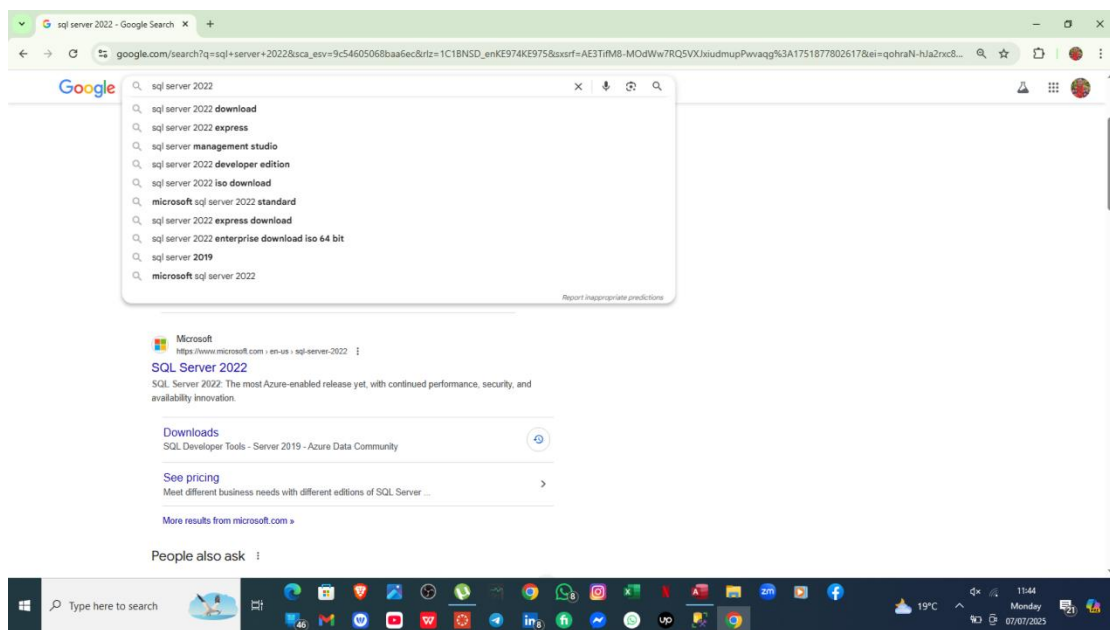 sql server 2022 - Google Search
google.com/search?q=sql+server+2022&sca_esv=9c54605068baa6ec&rlz=1C1BNSD_enKE974KE975&sxsrf=AE3TifM8-MOdWw7RQ5VXJxiudmupPwvaqg%3A1751877802617&ei=qohraN-hJa2rxc8...
Google
sql server 2022
sql server 2022 download
sql server 2022 express
sql server management studio
sql server 2022 developer edition
sql server 2022 iso download
microsoft sql server 2022 standard
sql server 2022 express download
sql server 2022 enterprise download iso 64 bit
sql server 2019
microsoft sql server 2022
Report inappropriate predictions
Microsoft
https://www.microsoft.com › en-us › sql-server-2022
SQL Server 2022
SQL Server 2022: The most Azure-enabled release yet, with continued performance, security, and
availability innovation.
Downloads
SQL Developer Tools - Server 2019 - Azure Data Community
See pricing
Meet different business needs with different editions of SQL Server ...
More results from microsoft.com »
People also ask
Type here to search
19°C
11:44
Monday
07/07/2025